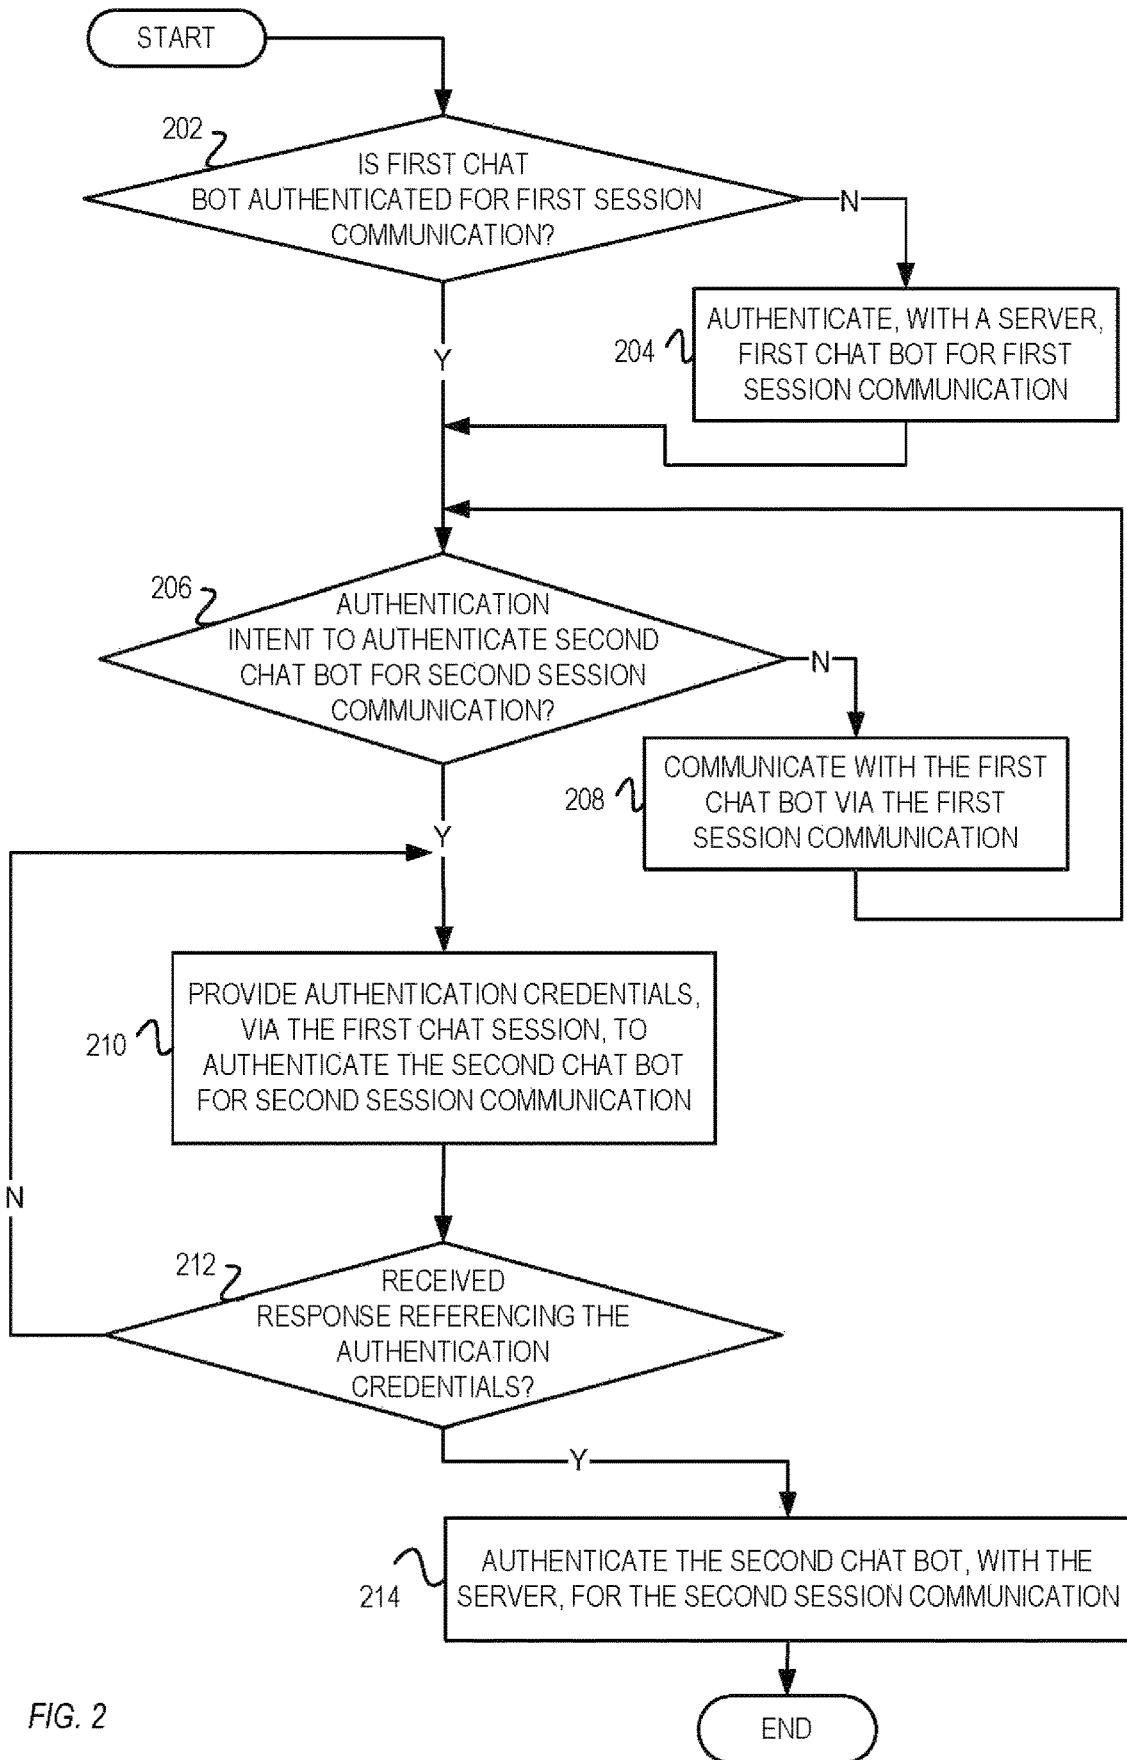 START
202
IS FIRST CHAT
BOT AUTHENTICATED FOR FIRST SESSION
COMMUNICATION?
N
AUTHENTICATE, WITH A SERVER,
FIRST CHAT BOT FOR FIRST
SESSION COMMUNICATION
204
Y
206
AUTHENTICATION
INTENT TO AUTHENTICATE SECOND
CHAT BOT FOR SECOND SESSION
COMMUNICATION?
N
COMMUNICATE WITH THE FIRST
CHAT BOT VIA THE FIRST
SESSION COMMUNICATION
208
Y
PROVIDE AUTHENTICATION CREDENTIALS,
VIA THE FIRST CHAT SESSION, TO
AUTHENTICATE THE SECOND CHAT BOT
FOR SECOND SESSION COMMUNICATION
210
N
212
RECEIVED
RESPONSE REFERENCING THE
AUTHENTICATION
CREDENTIALS?
Y
AUTHENTICATE THE SECOND CHAT BOT, WITH THE
SERVER, FOR THE SECOND SESSION COMMUNICATION
214
FIG. 2
END